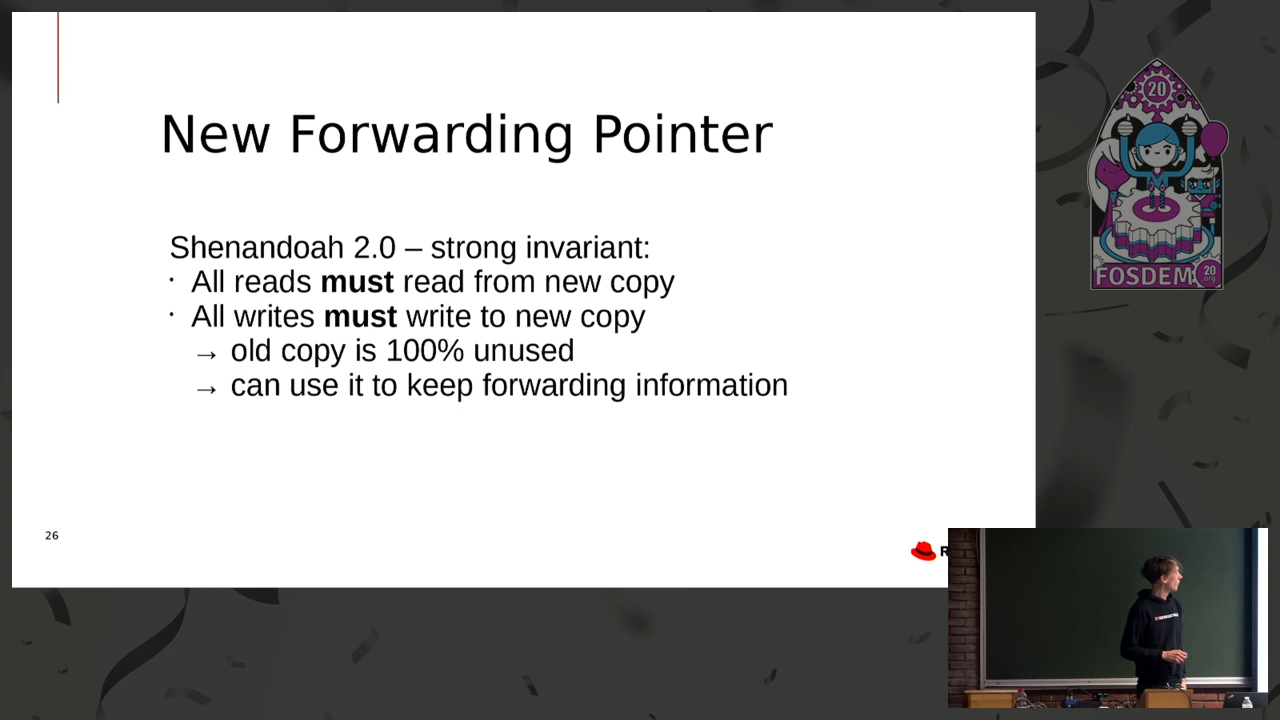 New Forwarding Pointer
Shenandoah 2.0 – strong invariant:
· All reads must read from new copy
· All writes must write to new copy
→ old copy is 100% unused
→ can use it to keep forwarding information
26
R
20
FOSDEM
20
org